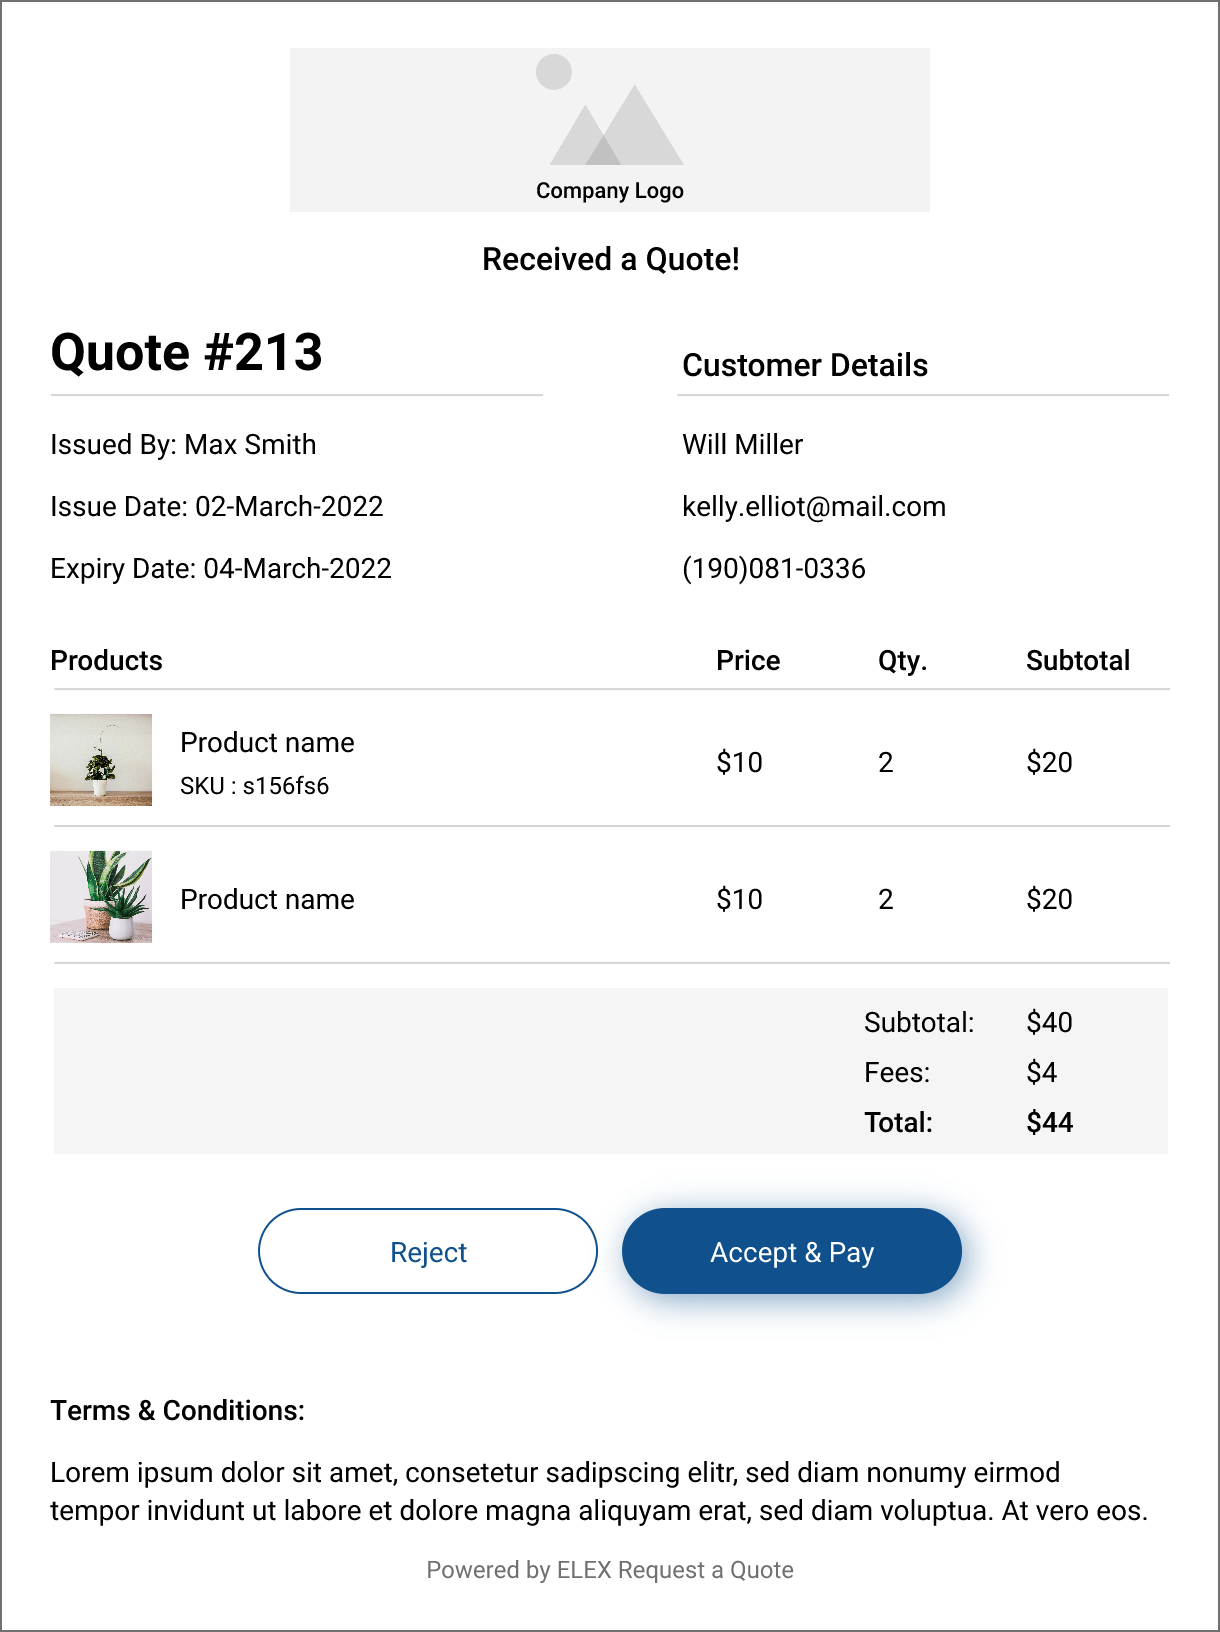 Company Logo
Received a Quote!
Quote #213
Issued By: Max Smith
Issue Date: 02-March-2022
Expiry Date: 04-March-2022
Customer Details
Will Miller
kelly.elliot@mail.com
(190)081-0336
Products Price Qty. Subtotal
Product name
SKU : s156fs6
$10 2 $20
Product name $10 2 $20
Subtotal: $40
Fees: $4
Total: $44
Reject Accept & Pay
Terms & Conditions:
Lorem ipsum dolor sit amet, consetetur sadipscing elitr, sed diam nonumy eirmod
tempor invidunt ut labore et dolore magna aliquyam erat, sed diam voluptua. At vero eos.
Powered by ELEX Request a Quote